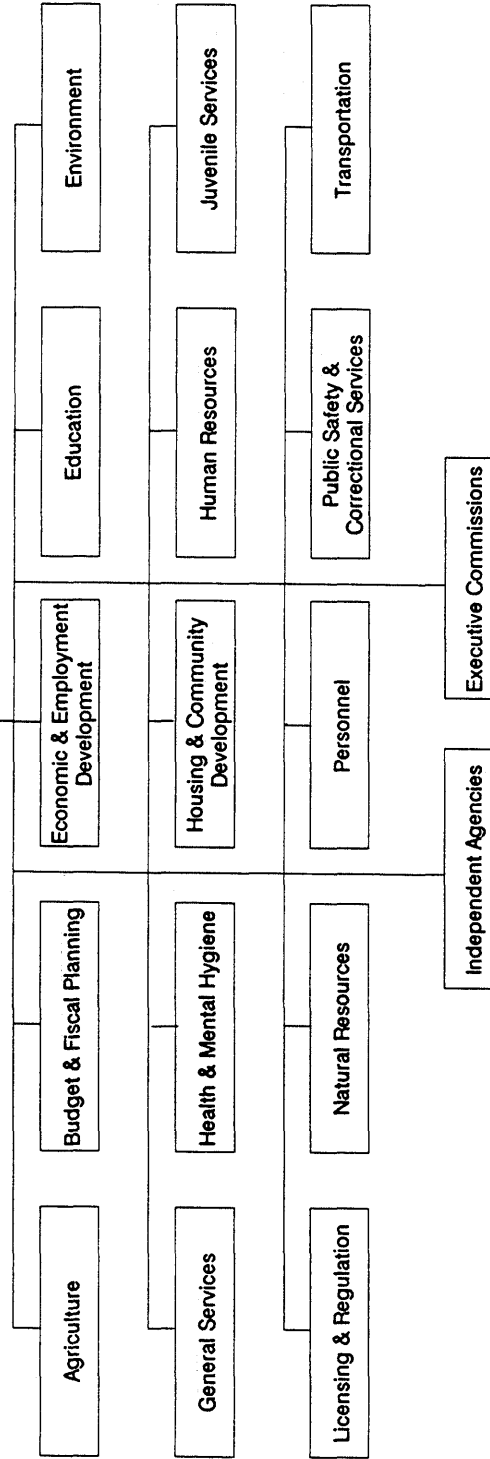 Agriculture
Budget & Fiscal Planning
Economic & Employment
Development
Education
Environment
General Services
Health & Mental Hygiene
Housing & Community
Development
Human Resources
Juvenile Services
Licensing & Regulation
Natural Resources
Personnel
Public Safety &
Correctional Services
Transportation
Independent Agencies
Executive Commissions